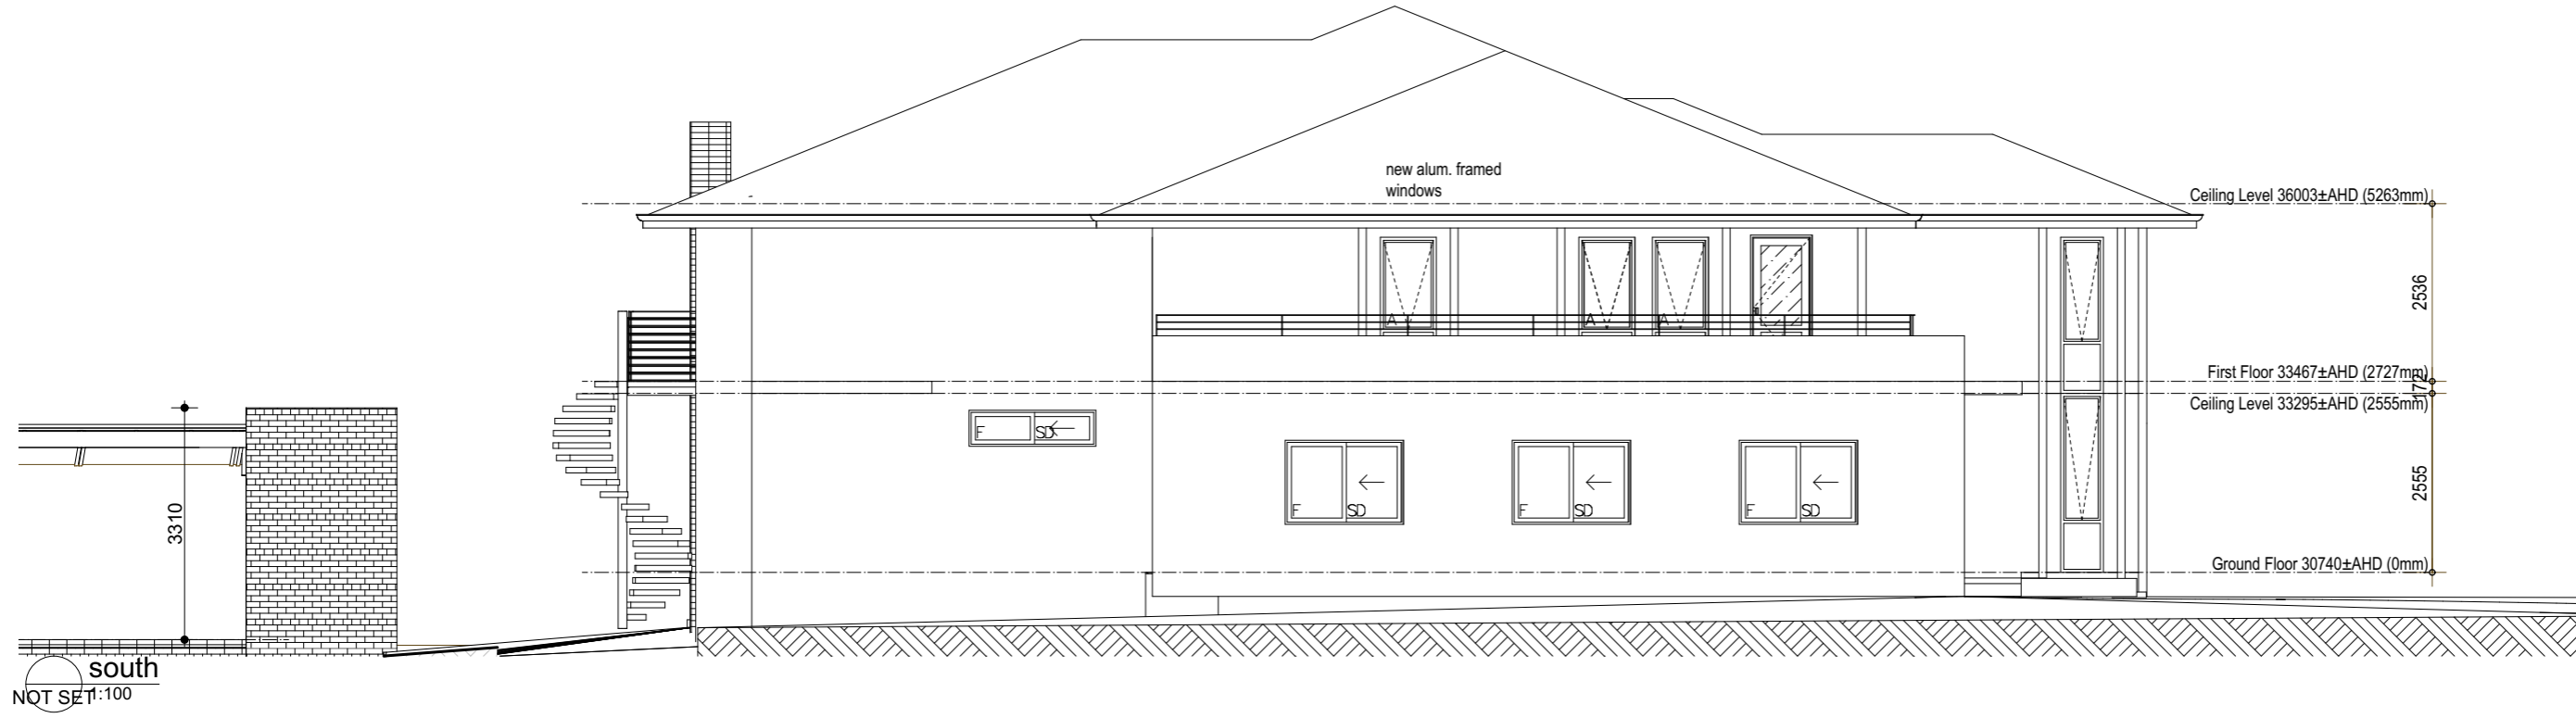 new alum. framed
windows
Ceiling Level 36003±AHD (5263mm)
2536
First Floor 33467±AHD (2727mm)
172
Ceiling Level 33295±AHD (2555mm)
A
A
A
F
SD
F
SD
F
SD
F
SD
2555
3310
Ground Floor 30740±AHD (0mm)
south
NOT SET
1:100